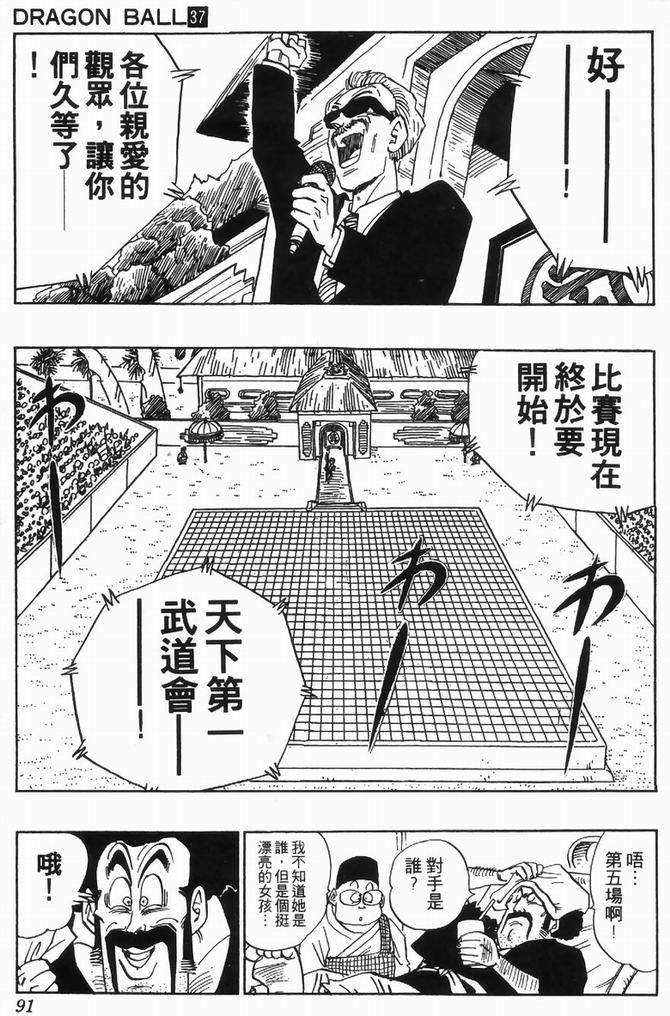 DRAGON BALL 37
好——！
各位親愛的
觀眾，讓你
們久等了—
！
比賽現在
終於要
開始！
わ——
わ——
わ——
天下第一
武道會——
——！
唔…
第五場啊！
對手是
誰？
我不知道她是
誰，但是個挺
漂亮的女孩…
哦！
91